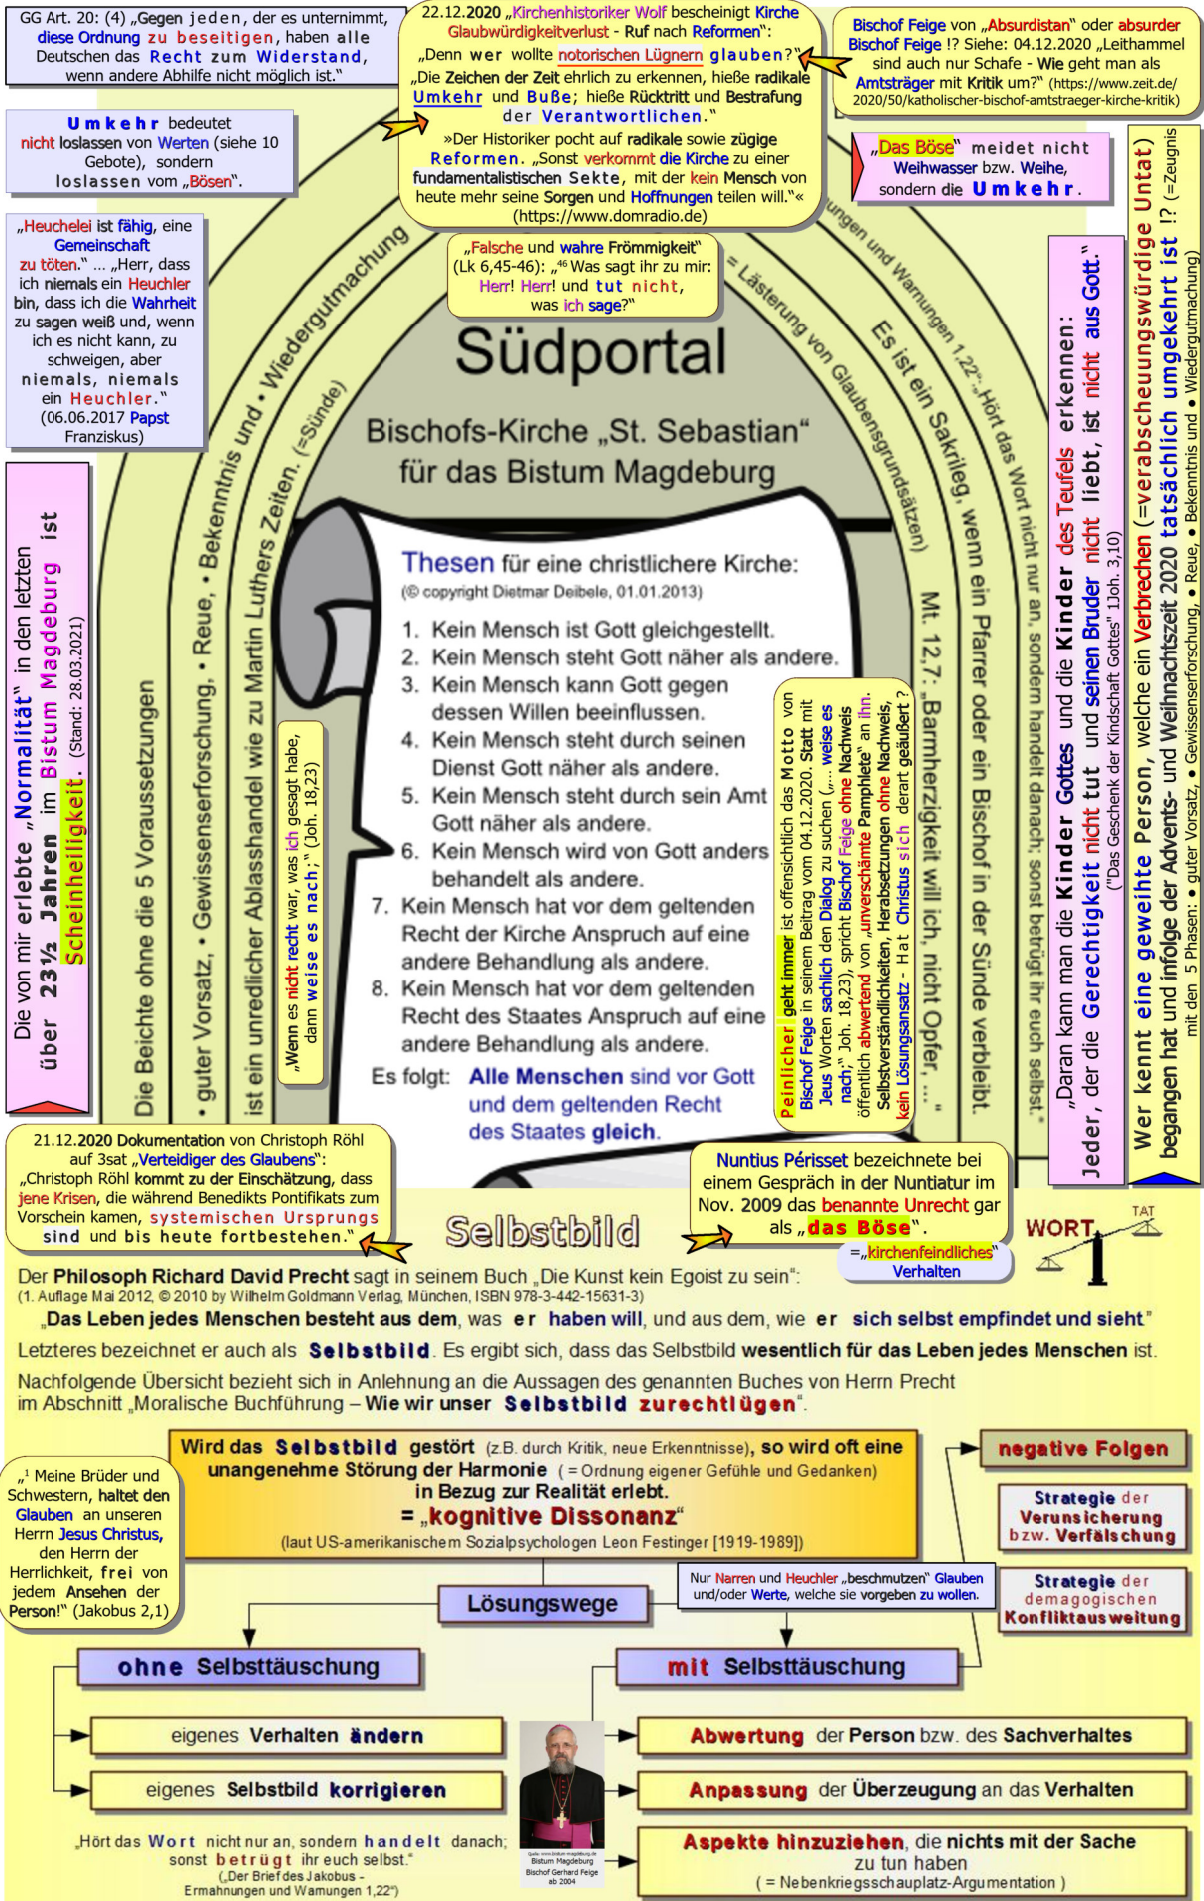 GG Art. 20: (4) „Gegen jeden, der es unternimmt,
diese Ordnung zu beseitigen, haben alle
Deutschen das Recht zum Widerstand,
wenn andere Abhilfe nicht möglich ist.“
22.12.2020 „Kirchenhistoriker Wolf bescheinigt Kirche
Glaubwürdigkeitverlust - Ruf nach Reformen“:
„Denn wer wollte notorischen Lügnern glauben?“
„Die Zeichen der Zeit ehrlich zu erkennen, hieße radikale
Umkehr und Buße; hieße Rücktritt und Bestrafung
der Verantwortlichen.“
»Der Historiker pocht auf radikale sowie zügige
Reformen. „Sonst verkommt die Kirche zu einer
fundamentalistischen Sekte, mit der kein Mensch von
heute mehr seine Sorgen und Hoffnungen teilen will.“«
(https://www.domradio.de)
Bischof Feige von „Absurdistan“ oder absurder
Bischof Feige !? Siehe: 04.12.2020 „Leithammel
sind auch nur Schafe - Wie geht man als
Amtsträger mit Kritik um?“ (https://www.zeit.de/
2020/50/katholischer-bischof-amtstraeger-kirche-kritik)
Umkehr bedeutet
nicht loslassen von Werten (siehe 10
Gebote), sondern
loslassen vom „Bösen“.
„Das Böse“ meidet nicht
Weihwasser bzw. Weihe,
sondern die Umkehr.
„Heuchelei ist fähig, eine
Gemeinschaft
zu töten.“ ... „Herr, dass
ich niemals ein Heuchler
bin, dass ich die Wahrheit
zu sagen weiß und, wenn
ich es nicht kann, zu
schweigen, aber
niemals, niemals
ein Heuchler.“
(06.06.2017 Papst
Franziskus)
„Falsche und wahre Frömmigkeit“
(Lk 6,45-46): „46 Was sagt ihr zu mir:
Herr! Herr! und tut nicht,
was ich sage?“
Südportal
Bischofs-Kirche „St. Sebastian“
für das Bistum Magdeburg
Die von mir erlebte „Normalität“ in den letzten
über 23½ Jahren im Bistum Magdeburg ist
Scheinheiligkeit. (Stand: 28.03.2021)
Die Beichte ohne die 5 Voraussetzungen
• guter Vorsatz, • Gewissenserforschung, • Reue, • Bekenntnis und • Wiedergutmachung
ist ein unredlicher Ablasshandel wie zu Martin Luthers Zeiten. (=Sünde)
„Wenn es nicht recht war, was ich gesagt habe,
dann weise es nach;“ (Joh. 18,23)
Thesen für eine christlichere Kirche:
(© copyright Dietmar Deibele, 01.01.2013)
1. Kein Mensch ist Gott gleichgestellt.
2. Kein Mensch steht Gott näher als andere.
3. Kein Mensch kann Gott gegen
dessen Willen beeinflussen.
4. Kein Mensch steht durch seinen
Dienst Gott näher als andere.
5. Kein Mensch steht durch sein Amt
Gott näher als andere.
6. Kein Mensch wird von Gott anders
behandelt als andere.
7. Kein Mensch hat vor dem geltenden
Recht der Kirche Anspruch auf eine
andere Behandlung als andere.
8. Kein Mensch hat vor dem geltenden
Recht des Staates Anspruch auf eine
andere Behandlung als andere.
Es folgt: Alle Menschen sind vor Gott
und dem geltenden Recht
des Staates gleich.
Peinlicher geht immer ist offensichtlich das Motto von
Bischof Feige in seinem Beitrag vom 04.12.2020. Statt mit
Jeus Worten sachlich den Dialog zu suchen („... weise es
nach;“ Joh. 18,23), spricht Bischof Feige ohne Nachweis
öffentlich abwertend von „unverschämte Pamphlete“ an ihn.
Selbstverständlichkeiten, Herabsetzungen ohne Nachweis,
kein Lösungsansatz - Hat Christus sich derart geäußert ?
Mt. 12,7: „Barmherzigkeit will ich, nicht Opfer, ... “
= Lästerung von Glaubensgrundsätzen)
Es ist ein Sakrileg, wenn ein Pfarrer oder ein Bischof in der Sünde verbleibt.
ungen und Warnungen 1,22“: „Hört das Wort nicht nur an, sondern handelt danach; sonst betrügt ihr euch selbst.“
„Daran kann man die Kinder Gottes und die Kinder des Teufels erkennen:
Jeder, der die Gerechtigkeit nicht tut und seinen Bruder nicht liebt, ist nicht aus Gott.“
("Das Geschenk der Kindschaft Gottes" 1Joh. 3,10)
Wer kennt eine geweihte Person, welche ein Verbrechen (=verabscheuungswürdige Untat)
begangen hat und infolge der Advents- und Weihnachtszeit 2020 tatsächlich umgekehrt ist !? (=Zeugnis
mit den 5 Phasen: • guter Vorsatz, • Gewissenserforschung, • Reue, • Bekenntnis und • Wiedergutmachung)
21.12.2020 Dokumentation von Christoph Röhl
auf 3sat „Verteidiger des Glaubens“:
„Christoph Röhl kommt zu der Einschätzung, dass
jene Krisen, die während Benedikts Pontifikats zum
Vorschein kamen, systemischen Ursprungs
sind und bis heute fortbestehen.“
Selbstbild
Nuntius Périsset bezeichnete bei
einem Gespräch in der Nuntiatur im
Nov. 2009 das benannte Unrecht gar
als „das Böse“.
=„kirchenfeindliches“
Verhalten
WORT
TAT
Der Philosoph Richard David Precht sagt in seinem Buch „Die Kunst kein Egoist zu sein“:
(1. Auflage Mai 2012, © 2010 by Wilhelm Goldmann Verlag, München, ISBN 978-3-442-15631-3)
„Das Leben jedes Menschen besteht aus dem, was er haben will, und aus dem, wie er sich selbst empfindet und sieht.“
Letzteres bezeichnet er auch als Selbstbild. Es ergibt sich, dass das Selbstbild wesentlich für das Leben jedes Menschen ist.
Nachfolgende Übersicht bezieht sich in Anlehnung an die Aussagen des genannten Buches von Herrn Precht
im Abschnitt „Moralische Buchführung – Wie wir unser Selbstbild zurechtlügen“.
„1 Meine Brüder und
Schwestern, haltet den
Glauben an unseren
Herrn Jesus Christus,
den Herrn der
Herrlichkeit, frei von
jedem Ansehen der
Person!“ (Jakobus 2,1)
Wird das Selbstbild gestört (z.B. durch Kritik, neue Erkenntnisse), so wird oft eine
unangenehme Störung der Harmonie ( = Ordnung eigener Gefühle und Gedanken)
in Bezug zur Realität erlebt.
= „kognitive Dissonanz“
(laut US-amerikanischem Sozialpsychologen Leon Festinger [1919-1989])
negative Folgen
Strategie der
Verunsicherung
bzw. Verfälschung
Strategie der
demagogischen
Konfliktausweitung
Nur Narren und Heuchler „beschmutzen“ Glauben
und/oder Werte, welche sie vorgeben zu wollen.
Lösungswege
ohne Selbsttäuschung
mit Selbsttäuschung
eigenes Verhalten ändern
eigenes Selbstbild korrigieren
„Hört das Wort nicht nur an, sondern handelt danach;
sonst betrügt ihr euch selbst.“
(„Der Brief des Jakobus -
Ermahnungen und Warnungen 1,22“)
Quelle: www.bistum-magdeburg.de
Bistum Magdeburg
Bischof Gerhard Feige
ab 2004
Abwertung der Person bzw. des Sachverhaltes
Anpassung der Überzeugung an das Verhalten
Aspekte hinzuziehen, die nichts mit der Sache
zu tun haben
( = Nebenkriegsschauplatz-Argumentation )